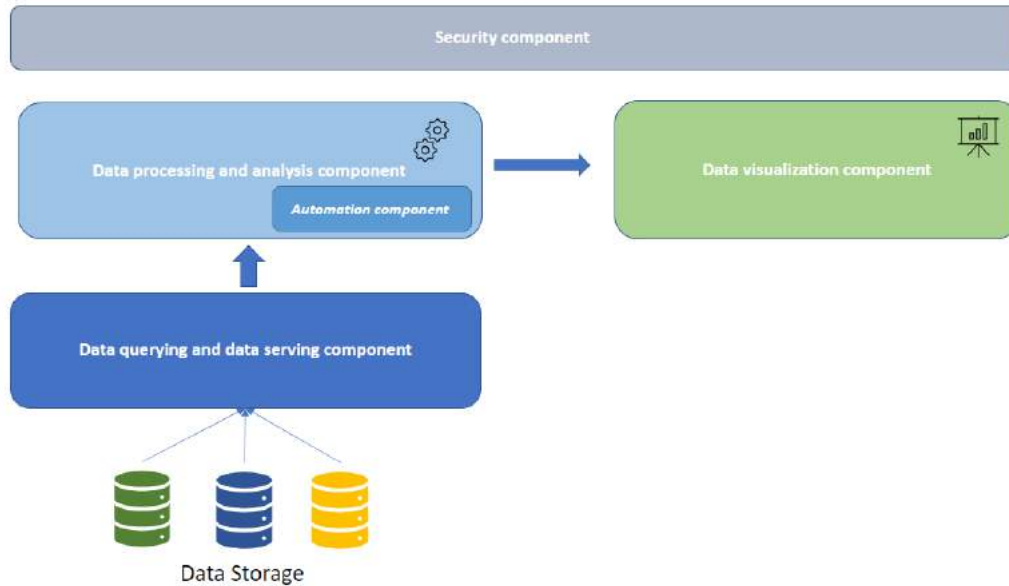 Security component
Data processing and analysis component
Automation component
Data visualization component
Data querying and data serving component
Data Storage